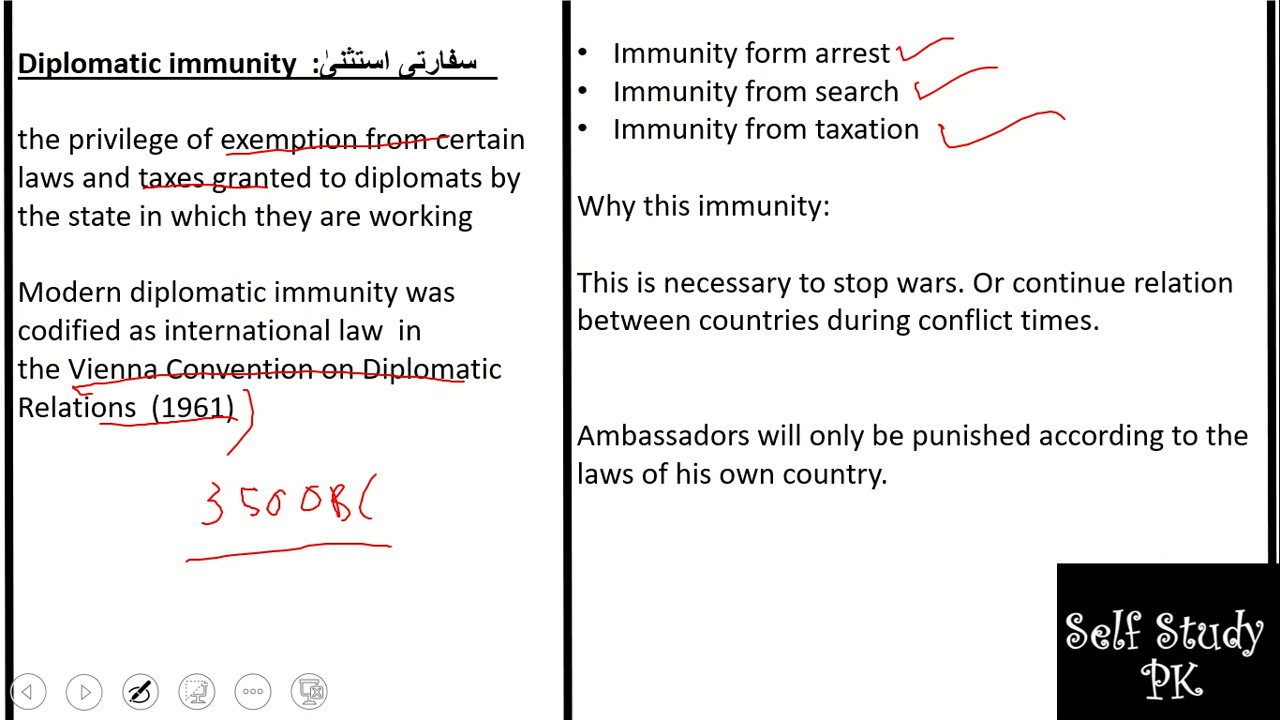 Diplomatic immunity :سفارتی استثنیٰ
the privilege of exemption from certain
laws and taxes granted to diplomats by
the state in which they are working
Modern diplomatic immunity was
codified as international law in
the Vienna Convention on Diplomatic
Relations (1961)
3500BC
• Immunity form arrest
• Immunity from search
• Immunity from taxation
Why this immunity:
This is necessary to stop wars. Or continue relation
between countries during conflict times.
Ambassadors will only be punished according to the
laws of his own country.
Self Study
PK